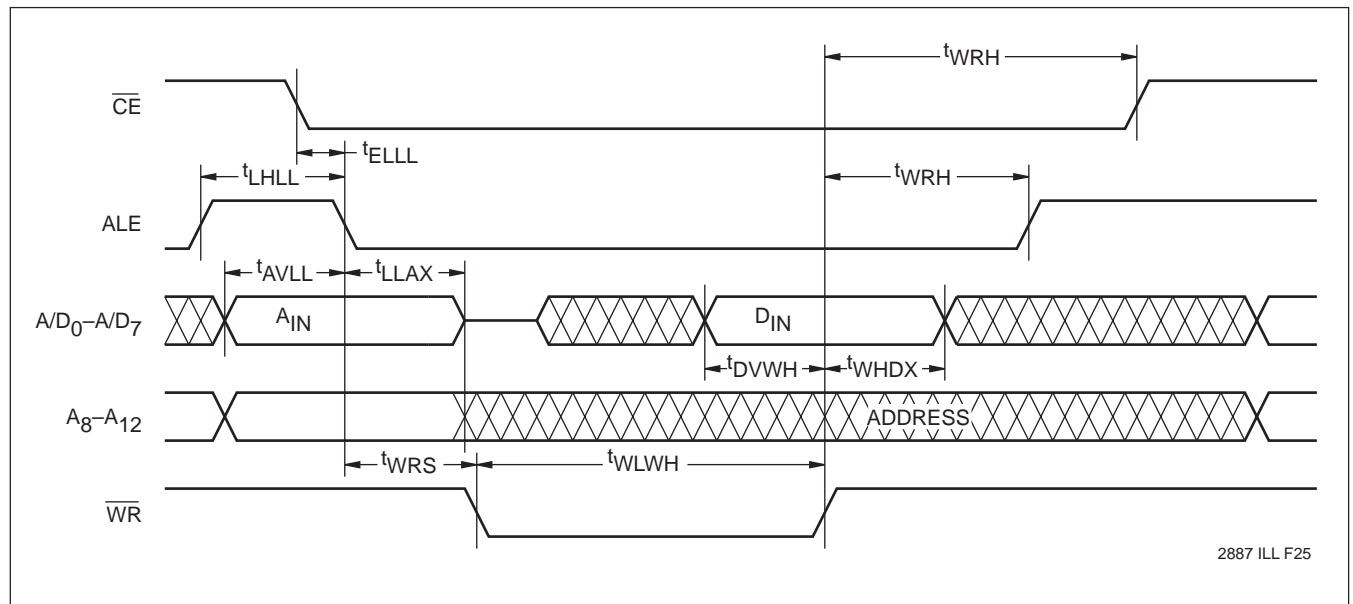 tWRH
CE
tELLL
tLHLL
tWRH
ALE
tAVLL
tLLAX
A/D0–A/D7
AIN
DIN
tDVWH
tWHDX
A8–A12
ADDRESS
tWRS
tWLWH
WR
2887 ILL F25